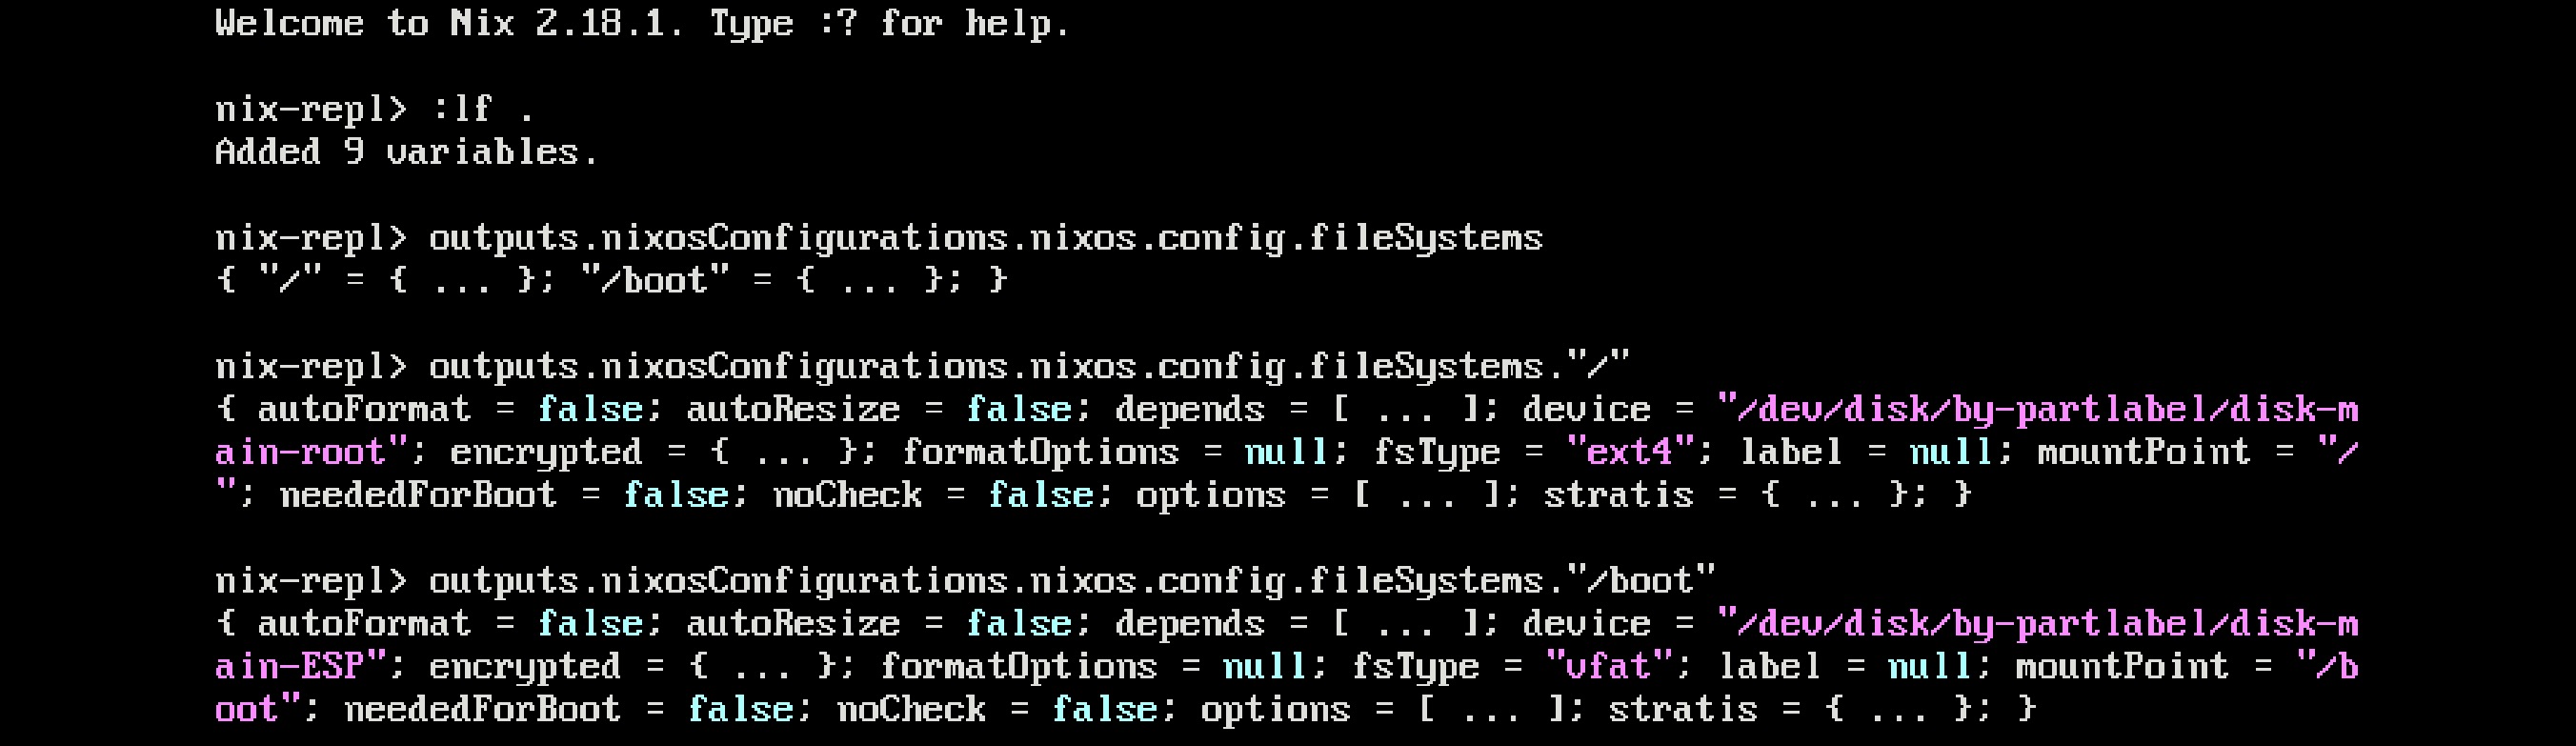 Welcome to Nix 2.18.1. Type :? for help.
nix-repl> :lf .
Added 9 variables.
nix-repl> outputs.nixosConfigurations.nixos.config.fileSystems
{ "/" = { ... }; "/boot" = { ... }; }
nix-repl> outputs.nixosConfigurations.nixos.config.fileSystems."/"
{ autoFormat = false; autoResize = false; depends = [ ... ]; device = "/dev/disk/by-partlabel/disk-m
ain-root"; encrypted = { ... }; formatOptions = null; fsType = "ext4"; label = null; mountPoint = "/
"; neededForBoot = false; noCheck = false; options = [ ... ]; stratis = { ... }; }
nix-repl> outputs.nixosConfigurations.nixos.config.fileSystems."/boot"
{ autoFormat = false; autoResize = false; depends = [ ... ]; device = "/dev/disk/by-partlabel/disk-m
ain-ESP"; encrypted = { ... }; formatOptions = null; fsType = "vfat"; label = null; mountPoint = "/b
oot"; neededForBoot = false; noCheck = false; options = [ ... ]; stratis = { ... }; }